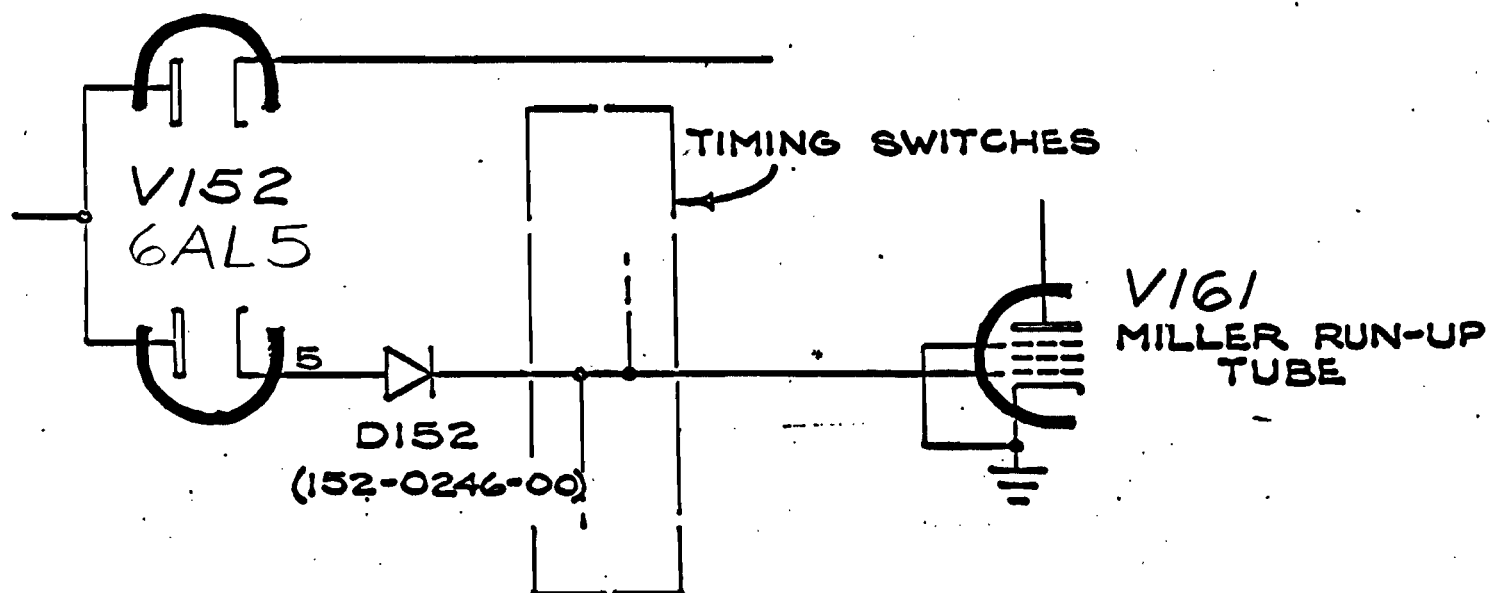 TIMING SWITCHES
V152
6AL5
5
D152
(152-0246-00)
V161
MILLER RUN-UP
TUBE